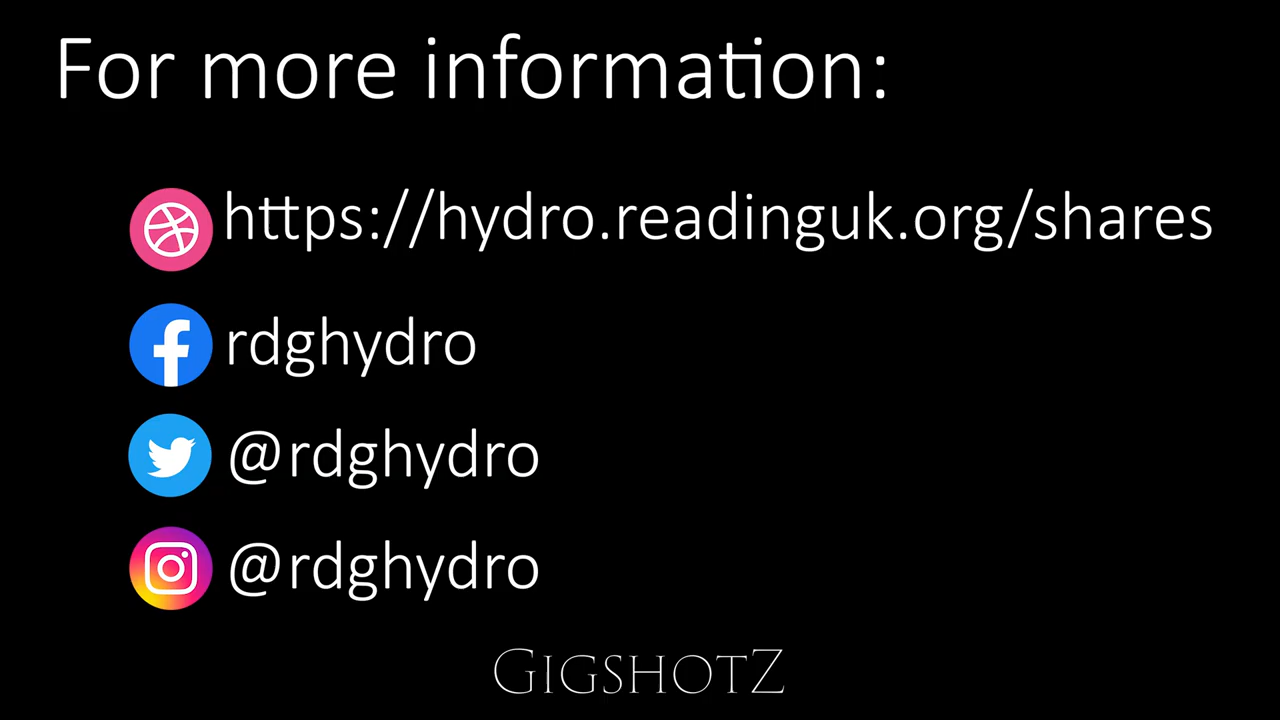 For more information:
https://hydro.readinguk.org/shares
rdghydro
@rdghydro
@rdghydro
GIGSHOTZ